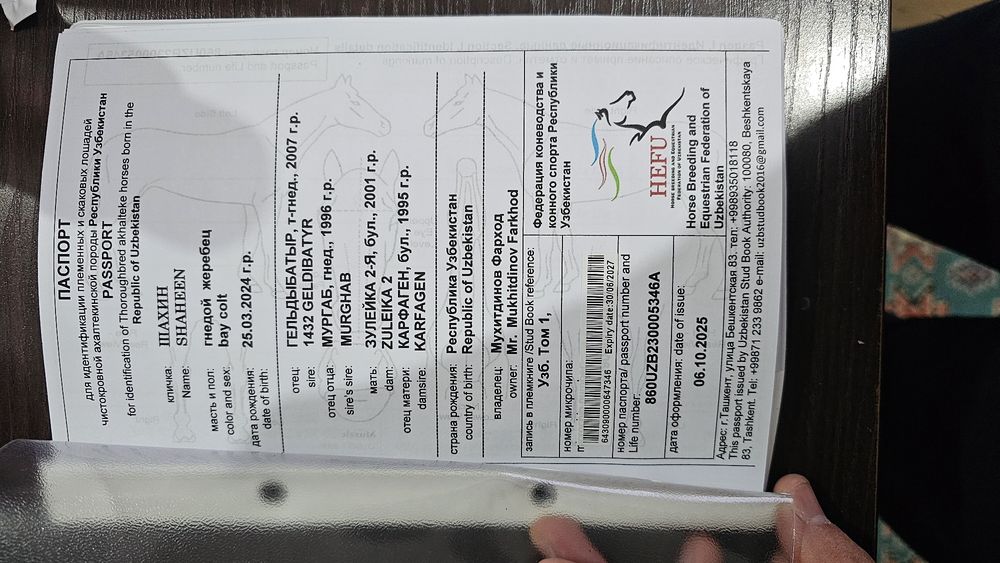 ПАСПОРТ
для идентификации племенных и скаковых лошадей
чистокровной ахалтекинской породы Республики Узбекистан
PASSPORT
for identification of Thoroughbred akhalteke horses born in the
Republic of Uzbekistan
кличка: ШАХИН
Name: SHAHEEN
масть и пол: гнедой жеребец
color and sex: bay colt
дата рождения: 25.03.2024 г.р.
date of birth:
отец: ГЕЛЬДЫБАТЫР, т-гнед., 2007 г.р.
sire: 1432 GELDIBATYR
отец отца: МУРГАБ, гнед., 1996 г.р.
sire's sire: MURGHAB
мать: ЗУЛЕЙКА 2-Я, бул., 2001 г.р.
dam: ZULEIKA 2
отец матери: КАРФАГЕН, бул., 1995 г.р.
damsire: KARFAGEN
страна рождения: Республика Узбекистан
country of birth: Republic of Uzbekistan
владелец: Мухитдинов Фарход
owner: Mr. Mukhitdinov Farkhod
запись в племкниге /Stud Book reference:
Узб. Том 1,
номер микрочипа:
643090000647346 Expiry date:30/06/2027
номер паспорта/ passport number and
Life number:
860UZB230005346A
дата оформления: date of issue:
06.10.2025
Федерация коневодства и
конного спорта Республики
Узбекистан
HEFU
HORSE BREEDING AND EQUESTRIAN
FEDERATION OF UZBEKISTAN
Horse Breeding and
Equestrian Federation of
Uzbekistan
Адрес: г.Ташкент, улица Бешкентская 83. тел: +998935018118
This passport issued by Uzbekistan Stud Book Authority: 100080, Beshkentskaya
83, Tashkent. Tel: +99871 233 9862 e-mail: uzbstudbook2016@gmail.com